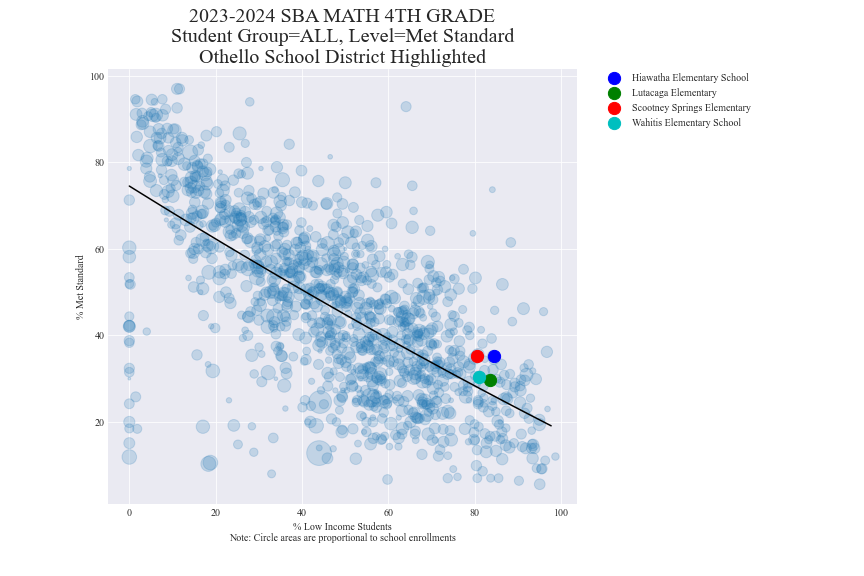 2023-2024 SBA MATH 4TH GRADE
Student Group=ALL, Level=Met Standard
Othello School District Highlighted
Hiawatha Elementary School
Lutacaga Elementary
Scootney Springs Elementary
Wahitis Elementary School
% Met Standard
100
80
60
40
20
0 20 40 60 80 100
% Low Income Students
Note: Circle areas are proportional to school enrollments